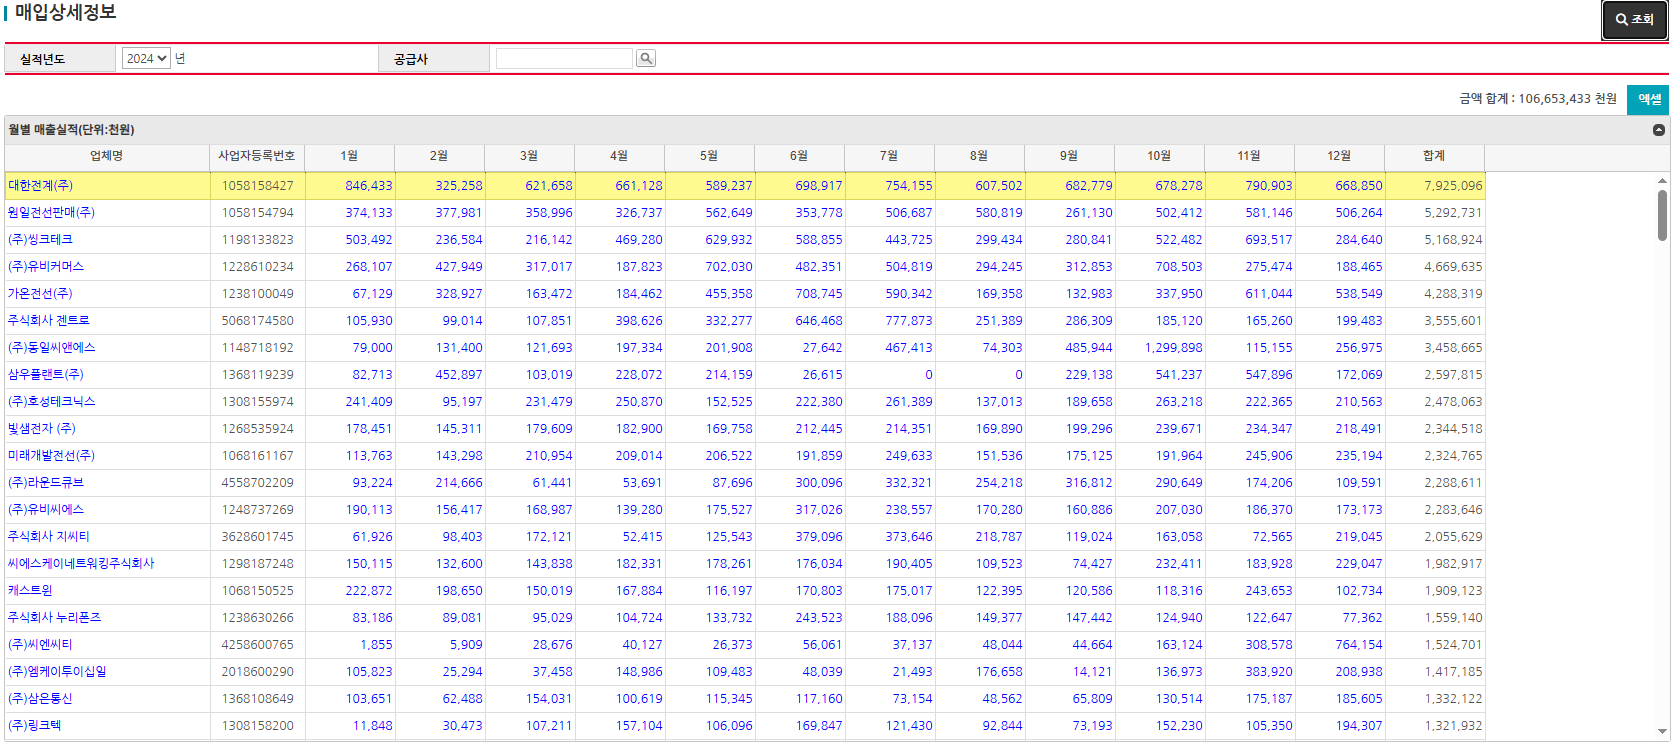 매입상세정보
조회
실적년도 2024 년 공급사
금액 합계 : 106,653,433 천원 엑셀
월별 매출실적(단위:천원)
업체명 사업자등록번호 1월 2월 3월 4월 5월 6월 7월 8월 9월 10월 11월 12월 합계
대한전계(주) 1058158427 846,433 325,258 621,658 661,128 589,237 698,917 754,155 607,502 682,779 678,278 790,903 668,850 7,925,096
원일전선판매(주) 1058154794 374,133 377,981 358,996 326,737 562,649 353,778 506,687 580,819 261,130 502,412 581,146 506,264 5,292,731
(주)씽크테크 1198133823 503,492 236,584 216,142 469,280 629,932 588,855 443,725 299,434 280,841 522,482 693,517 284,640 5,168,924
(주)유비커머스 1228610234 268,107 427,949 317,017 187,823 702,030 482,351 504,819 294,245 312,853 708,503 275,474 188,465 4,669,635
가온전선(주) 1238100049 67,129 328,927 163,472 184,462 455,358 708,745 590,342 169,358 132,983 337,950 611,044 538,549 4,288,319
주식회사 젠트로 5068174580 105,930 99,014 107,851 398,626 332,277 646,468 777,873 251,389 286,309 185,120 165,260 199,483 3,555,601
(주)동일씨앤에스 1148718192 79,000 131,400 121,693 197,334 201,908 27,642 467,413 74,303 485,944 1,299,898 115,155 256,975 3,458,665
삼우플랜트(주) 1368119239 82,713 452,897 103,019 228,072 214,159 26,615 0 0 229,138 541,237 547,896 172,069 2,597,815
(주)호성테크닉스 1308155974 241,409 95,197 231,479 250,870 152,525 222,380 261,389 137,013 189,658 263,218 222,365 210,563 2,478,063
빛샘전자 (주) 1268535924 178,451 145,311 179,609 182,900 169,758 212,445 214,351 169,890 199,296 239,671 234,347 218,491 2,344,518
미래개발전선(주) 1068161167 113,763 143,298 210,954 209,014 206,522 191,859 249,633 151,536 175,125 191,964 245,906 235,194 2,324,765
(주)라운드큐브 4558702209 93,224 214,666 61,441 53,691 87,696 300,096 332,321 254,218 316,812 290,649 174,206 109,591 2,288,611
(주)유비씨에스 1248737269 190,113 156,417 168,987 139,280 175,527 317,026 238,557 170,280 160,886 207,030 186,370 173,173 2,283,646
주식회사 지씨티 3628601745 61,926 98,403 172,121 52,415 125,543 379,096 373,646 218,787 119,024 163,058 72,565 219,045 2,055,629
씨에스케이네트워킹주식회사 1298187248 150,115 132,600 143,838 182,331 178,261 176,034 190,405 109,523 74,427 232,411 183,928 229,047 1,982,917
캐스트윈 1068150525 222,872 198,650 150,019 167,884 116,197 170,803 175,017 122,395 120,586 118,316 243,653 102,734 1,909,123
주식회사 누리폰즈 1238630266 83,186 89,081 95,029 104,724 133,732 243,523 188,096 149,377 147,442 124,940 122,647 77,362 1,559,140
(주)씨엔씨티 4258600765 1,855 5,909 28,676 40,127 26,373 56,061 37,137 48,044 44,664 163,124 308,578 764,154 1,524,701
(주)엠케이투이십일 2018600290 105,823 25,294 37,458 148,986 109,483 48,039 21,493 176,658 14,121 136,973 383,920 208,938 1,417,185
(주)삼은통신 1368108649 103,651 62,488 154,031 100,619 115,345 117,160 73,154 48,562 65,809 130,514 175,187 185,605 1,332,122
(주)링크텍 1308158200 11,848 30,473 107,211 157,104 106,096 169,847 121,430 92,844 73,193 152,230 105,350 194,307 1,321,932